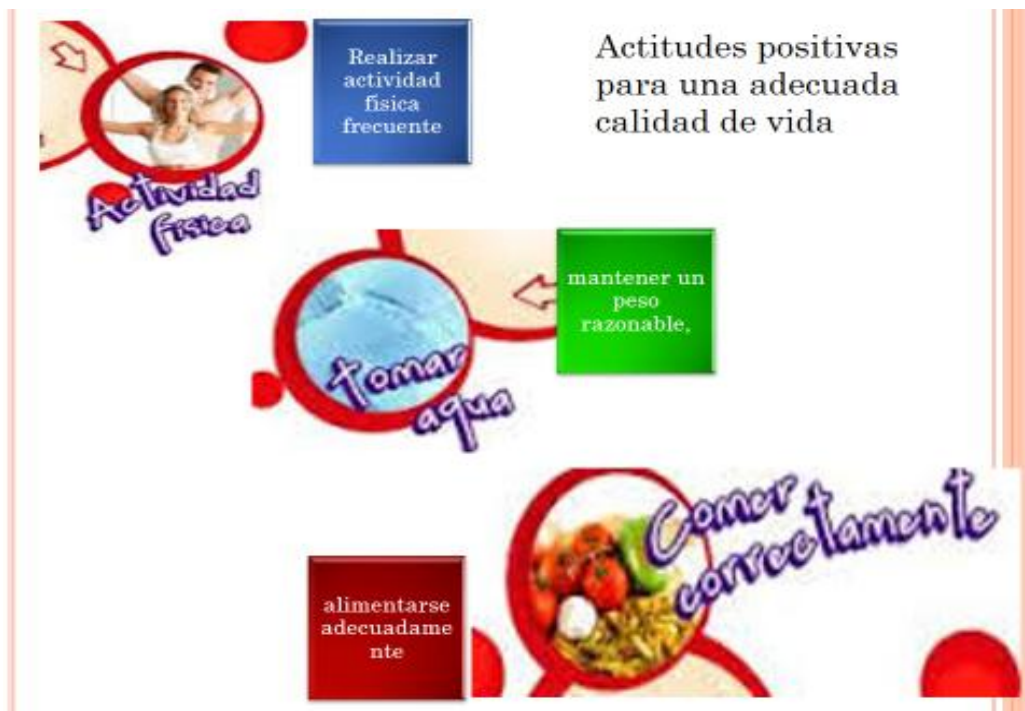 Realizar
actividad
física
frecuente
Actitudes positivas
para una adecuada
calidad de vida
Actividad
física
mantener un
peso
razonable,
tomar
agua
Comer
correctamente
alimentarse
adecuadame
nte